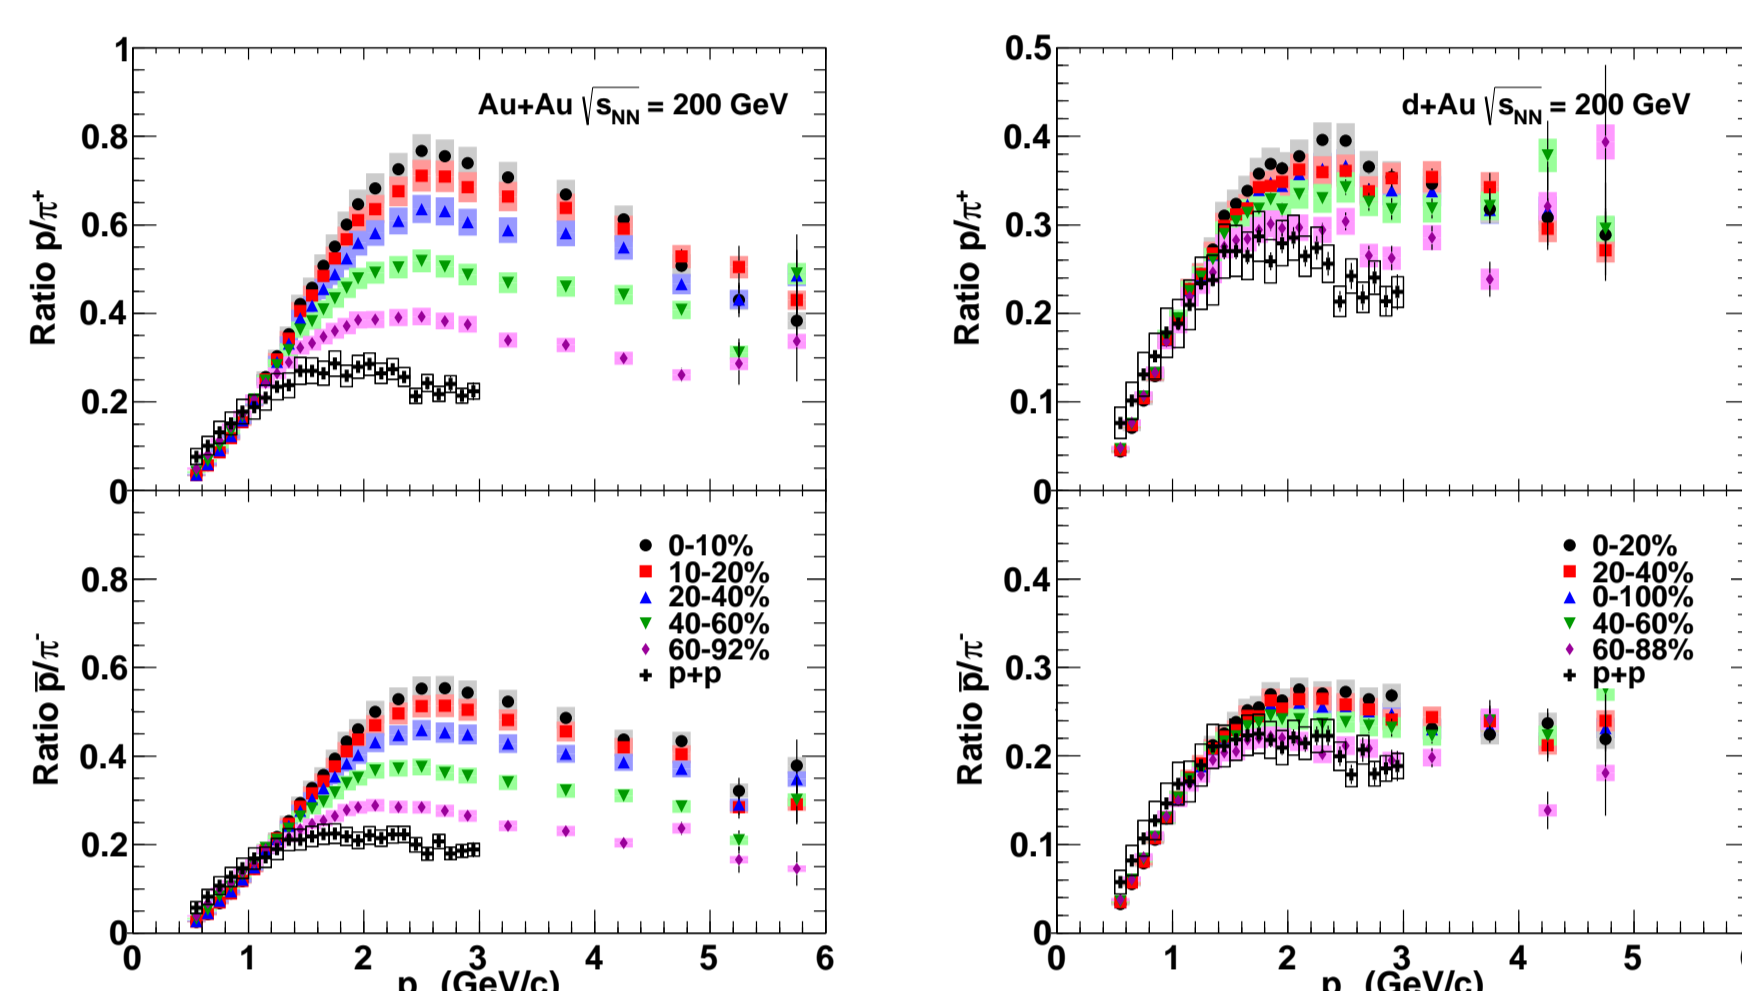 1
0.8
0.6
0.4
0.2
0
Ratio p/π⁺
Au+Au √sNN = 200 GeV
0.8
0.6
0.4
0.2
0
Ratio p̅/π⁻
0-10%
10-20%
20-40%
40-60%
60-92%
p+p
0 1 2 3 4 5 6
p (GeV/c)
0.5
0.4
0.3
0.2
0.1
0
Ratio p/π⁺
d+Au √sNN = 200 GeV
0.4
0.3
0.2
0.1
0
Ratio p̅/π⁻
0-20%
20-40%
0-100%
40-60%
60-88%
p+p
0 1 2 3 4 5
p (GeV/c)